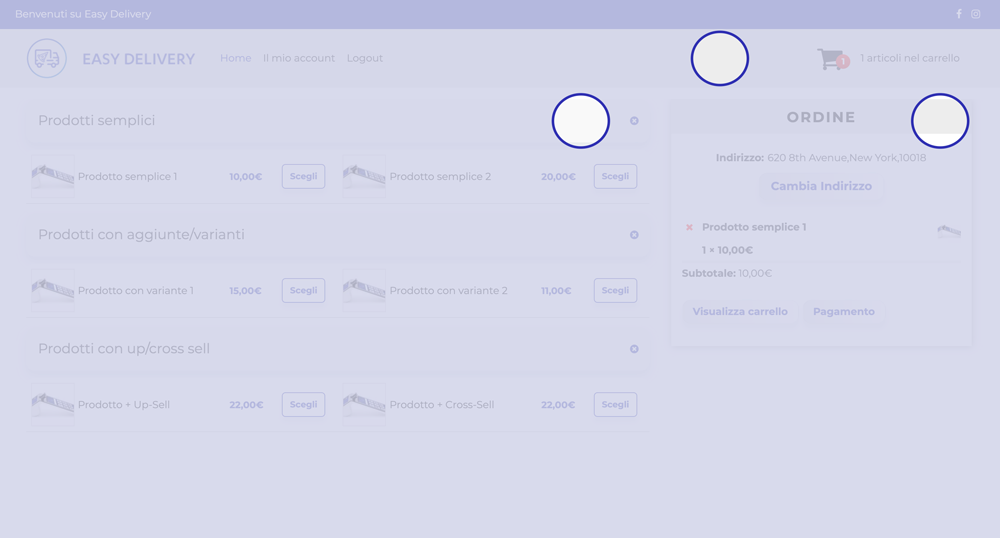 Benvenuti su Easy Delivery
EASY DELIVERY Home Il mio account Logout 1 1 articoli nel carrello
Prodotti semplici
Prodotto semplice 1 10,00€ Scegli Prodotto semplice 2 20,00€ Scegli
Prodotti con aggiunte/varianti
Prodotto con variante 1 15,00€ Scegli Prodotto con variante 2 11,00€ Scegli
Prodotti con up/cross sell
Prodotto + Up-Sell 22,00€ Scegli Prodotto + Cross-Sell 22,00€ Scegli
ORDINE
Indirizzo: 620 8th Avenue,New York,10018
Cambia Indirizzo
Prodotto semplice 1
1 × 10,00€
Subtotale: 10,00€
Visualizza carrello Pagamento